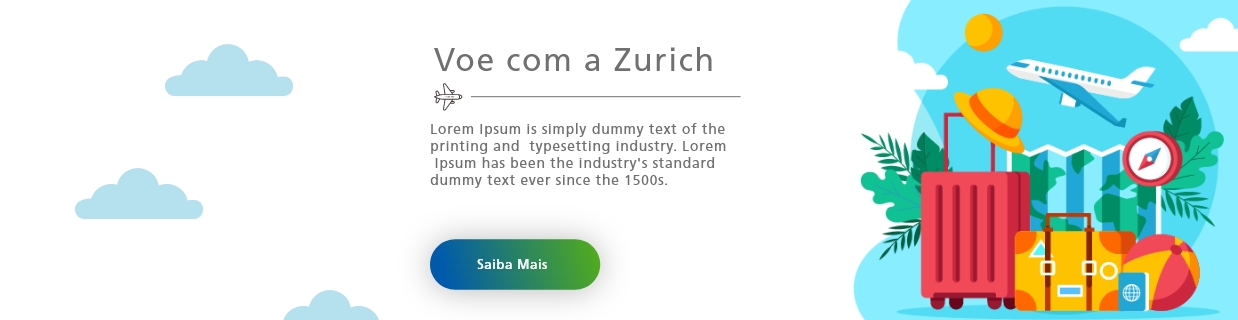 Voe com a Zurich
Lorem Ipsum is simply dummy text of the
printing and  typesetting industry. Lorem
Ipsum has been the industry's standard
dummy text ever since the 1500s.
Saiba Mais